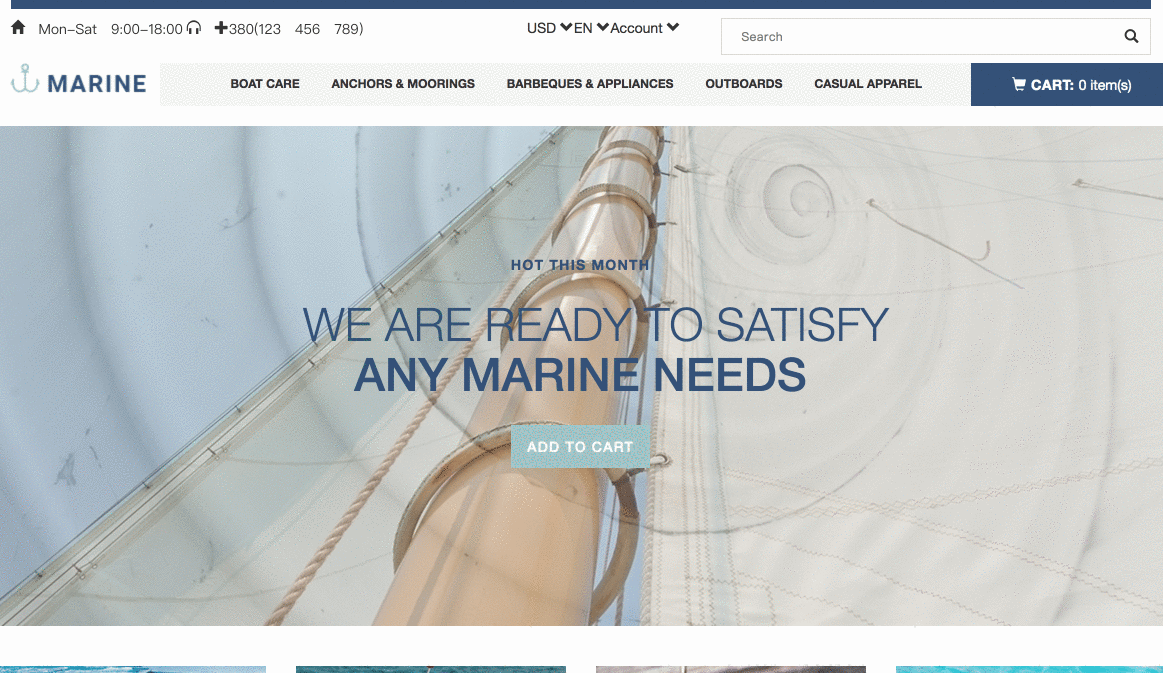 Mon–Sat 9:00–18:00 +380(123 456 789)
USD EN Account
Search
MARINE
BOAT CARE ANCHORS & MOORINGS BARBEQUES & APPLIANCES OUTBOARDS CASUAL APPAREL
CART: 0 item(s)
HOT THIS MONTH
WE ARE READY TO SATISFY
ANY MARINE NEEDS
ADD TO CART